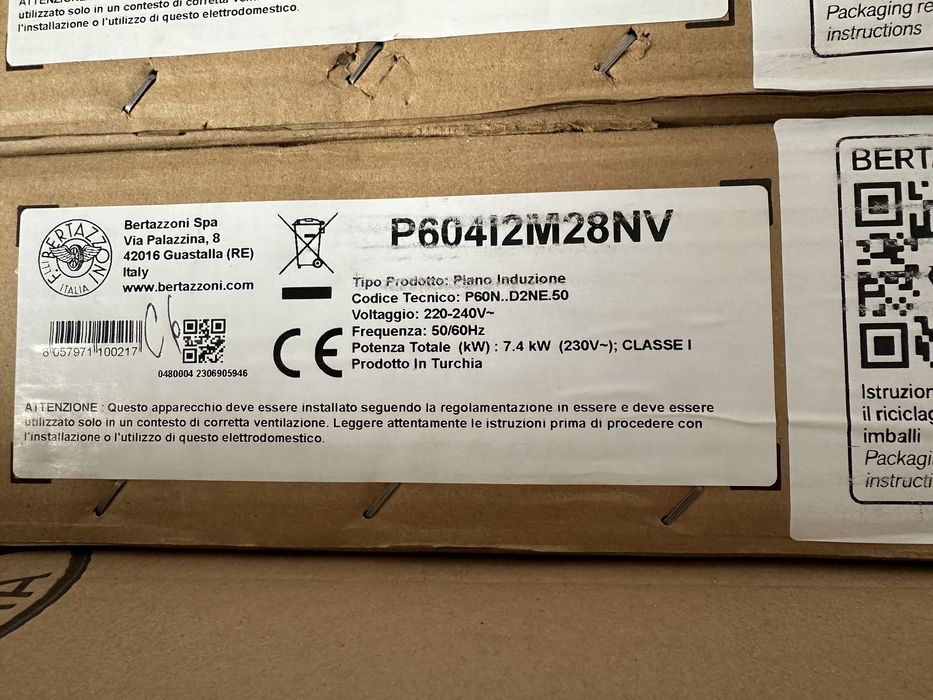 utilizzato solo in un contesto di corretta
l'installazione o l'utilizzo di questo elettrodomestico.
Packaging
instructions
F.LLI BERTAZZONI
ITALIA
Bertazzoni Spa
Via Palazzina, 8
42016 Guastalla (RE)
Italy
www.bertazzoni.com
8 057971 100217
0480004 2306905946
P604I2M28NV
Tipo Prodotto: Piano Induzione
Codice Tecnico: P60N..D2NE.50
Voltaggio: 220-240V~
Frequenza: 50/60Hz
Potenza Totale (kW) : 7.4 kW (230V~); CLASSE I
Prodotto In Turchia
CE
ATTENZIONE : Questo apparecchio deve essere installato seguendo la regolamentazione in essere e deve essere
utilizzato solo in un contesto di corretta ventilazione. Leggere attentamente le istruzioni prima di procedere con
l'installazione o l'utilizzo di questo elettrodomestico.
BERT
Istruzion
il riciclag
imballi
Packagi
instructi